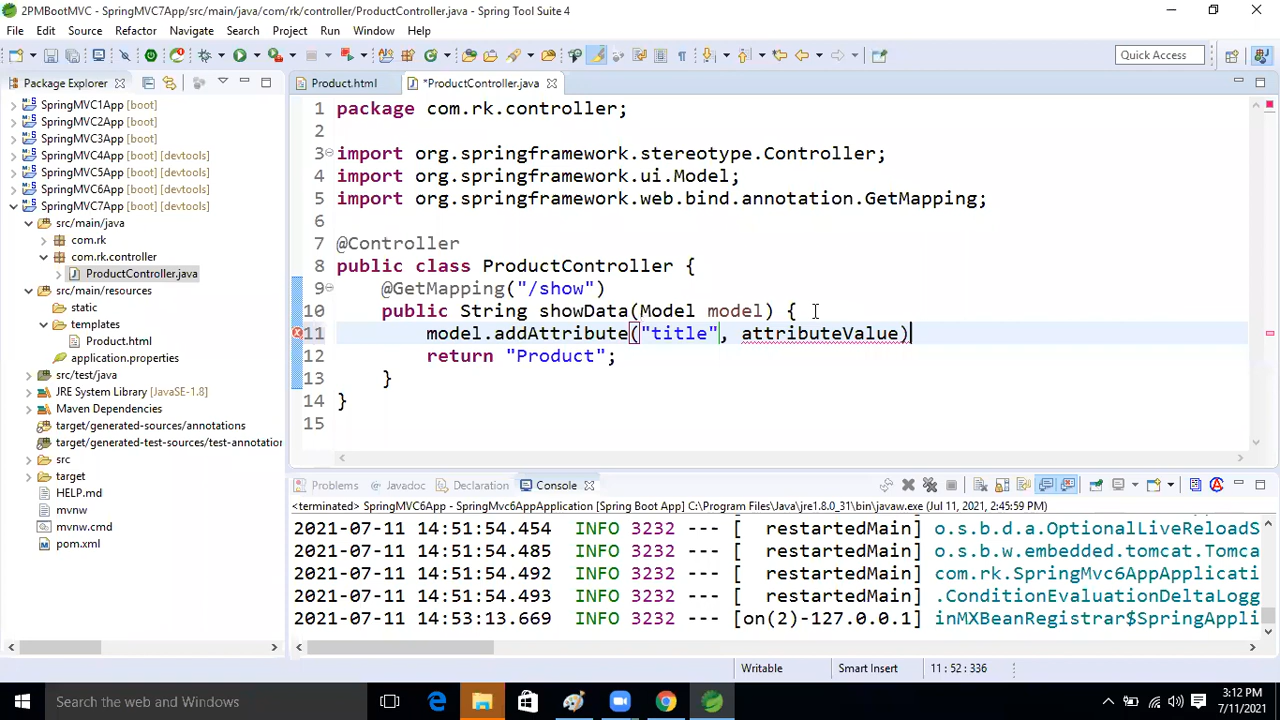 2PMBootMVC - SpringMVC7App/src/main/java/com/rk/controller/ProductController.java - Spring Tool Suite 4
File Edit Source Refactor Navigate Search Project Run Window Help
Quick Access
Package Explorer
SpringMVC1App [boot]
SpringMVC2App [boot]
SpringMVC3App [boot]
SpringMVC4App [boot] [devtools]
SpringMVC5App [boot] [devtools]
SpringMVC6App [boot] [devtools]
SpringMVC7App [boot] [devtools]
src/main/java
com.rk
com.rk.controller
ProductController.java
src/main/resources
static
templates
Product.html
application.properties
src/test/java
JRE System Library [JavaSE-1.8]
Maven Dependencies
target/generated-sources/annotations
target/generated-test-sources/test-annotation
src
target
HELP.md
mvnw
mvnw.cmd
pom.xml
Product.html *ProductController.java
1 package com.rk.controller;
2
3 import org.springframework.stereotype.Controller;
4 import org.springframework.ui.Model;
5 import org.springframework.web.bind.annotation.GetMapping;
6
7 @Controller
8 public class ProductController {
9 @GetMapping("/show")
10 public String showData(Model model) {
11 model.addAttribute("title", attributeValue)
12 return "Product";
13 }
14 }
15
Problems Javadoc Declaration Console
<terminated> SpringMVC6App - SpringMvc6AppApplication [Spring Boot App] C:\Program Files\Java\jre1.8.0_31\bin\javaw.exe (Jul 11, 2021, 2:45:59 PM)
2021-07-11 14:51:54.454 INFO 3232 --- [ restartedMain] o.s.b.d.a.OptionalLiveReloadS
2021-07-11 14:51:54.485 INFO 3232 --- [ restartedMain] o.s.b.w.embedded.tomcat.Tomca
2021-07-11 14:51:54.492 INFO 3232 --- [ restartedMain] com.rk.SpringMvc6AppApplicati
2021-07-11 14:51:54.493 INFO 3232 --- [ restartedMain] .ConditionEvaluationDeltaLogg
2021-07-11 14:53:13.669 INFO 3232 --- [on(2)-127.0.0.1] inMXBeanRegistrar$SpringAppli
Writable Smart Insert 11 : 52 : 336
Search the web and Windows
3:12 PM
7/11/2021